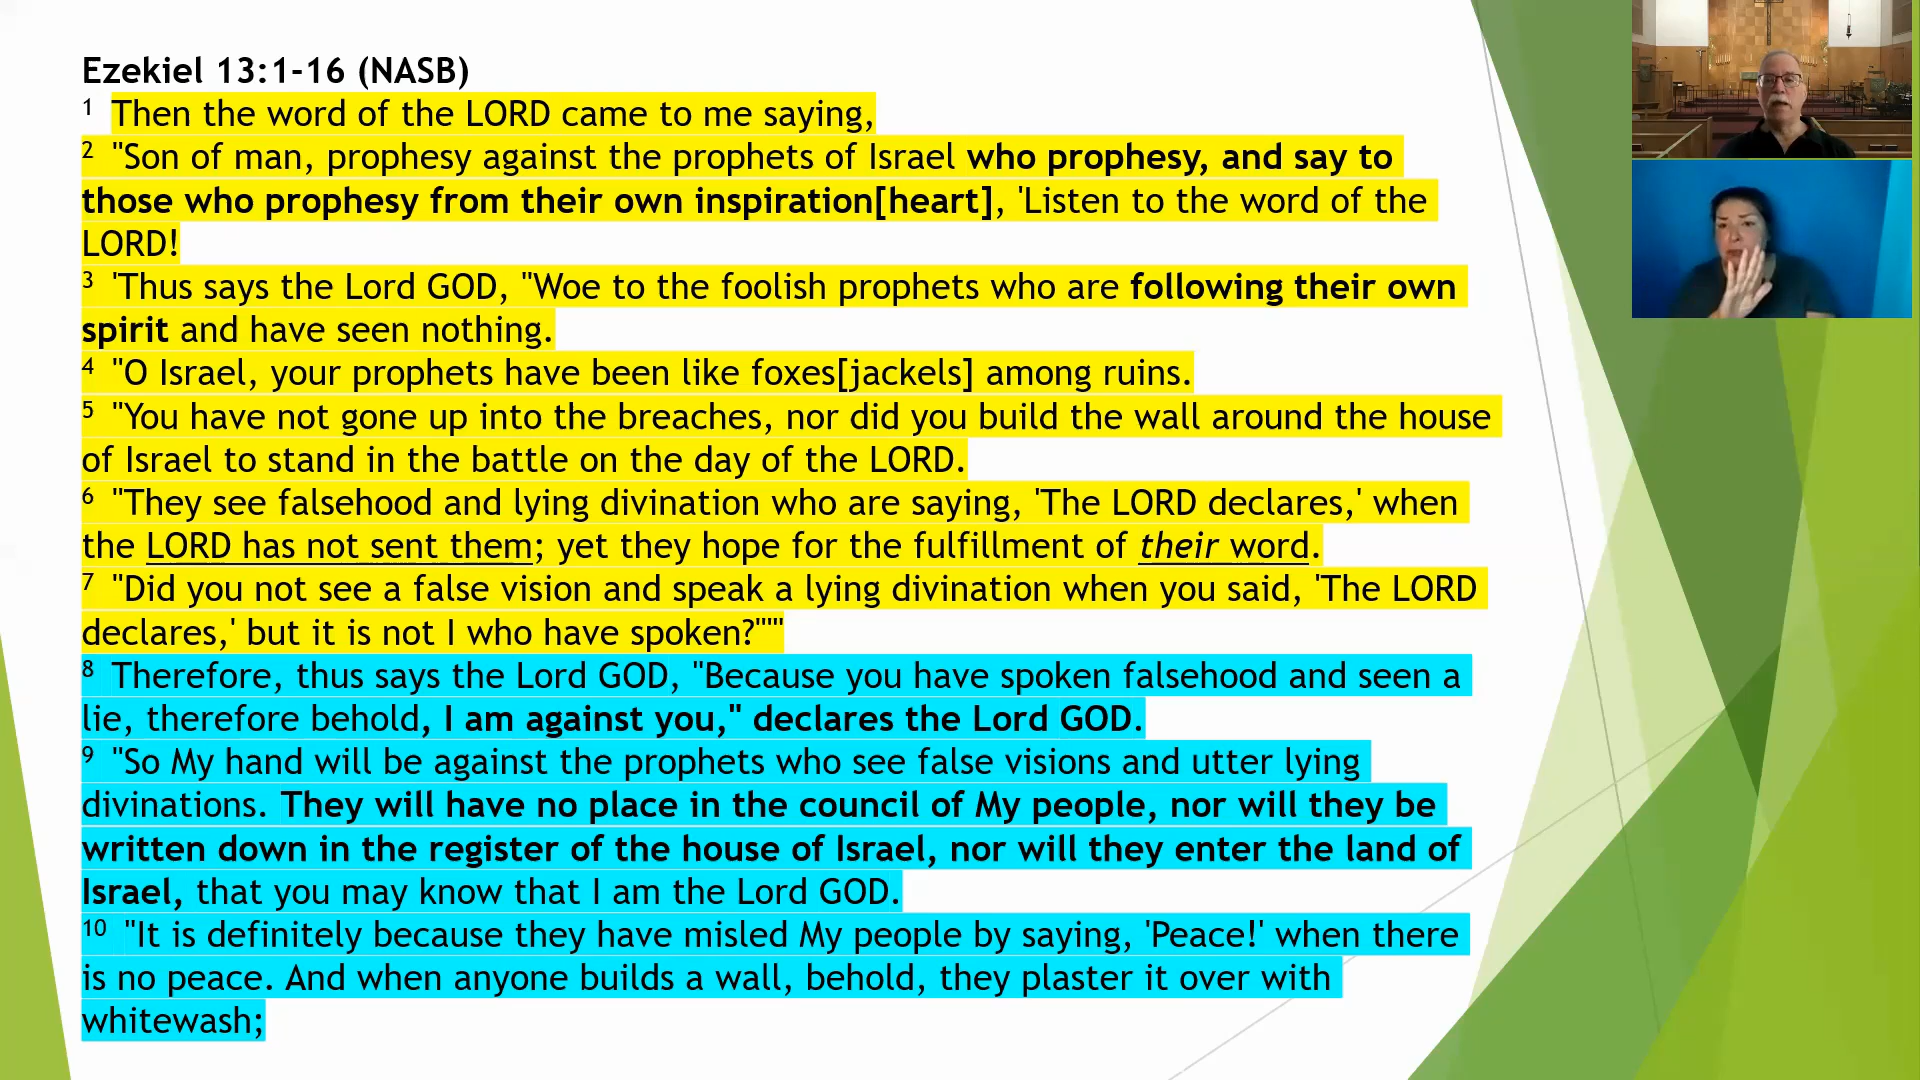 Ezekiel 13:1-16 (NASB)
1 Then the word of the LORD came to me saying,
2 "Son of man, prophesy against the prophets of Israel who prophesy, and say to
those who prophesy from their own inspiration[heart], 'Listen to the word of the
LORD!
3 'Thus says the Lord GOD, "Woe to the foolish prophets who are following their own
spirit and have seen nothing.
4 "O Israel, your prophets have been like foxes[jackels] among ruins.
5 "You have not gone up into the breaches, nor did you build the wall around the house
of Israel to stand in the battle on the day of the LORD.
6 "They see falsehood and lying divination who are saying, 'The LORD declares,' when
the LORD has not sent them; yet they hope for the fulfillment of their word.
7 "Did you not see a false vision and speak a lying divination when you said, 'The LORD
declares,' but it is not I who have spoken?"'"
8 Therefore, thus says the Lord GOD, "Because you have spoken falsehood and seen a
lie, therefore behold, I am against you," declares the Lord GOD.
9 "So My hand will be against the prophets who see false visions and utter lying
divinations. They will have no place in the council of My people, nor will they be
written down in the register of the house of Israel, nor will they enter the land of
Israel, that you may know that I am the Lord GOD.
10 "It is definitely because they have misled My people by saying, 'Peace!' when there
is no peace. And when anyone builds a wall, behold, they plaster it over with
whitewash;